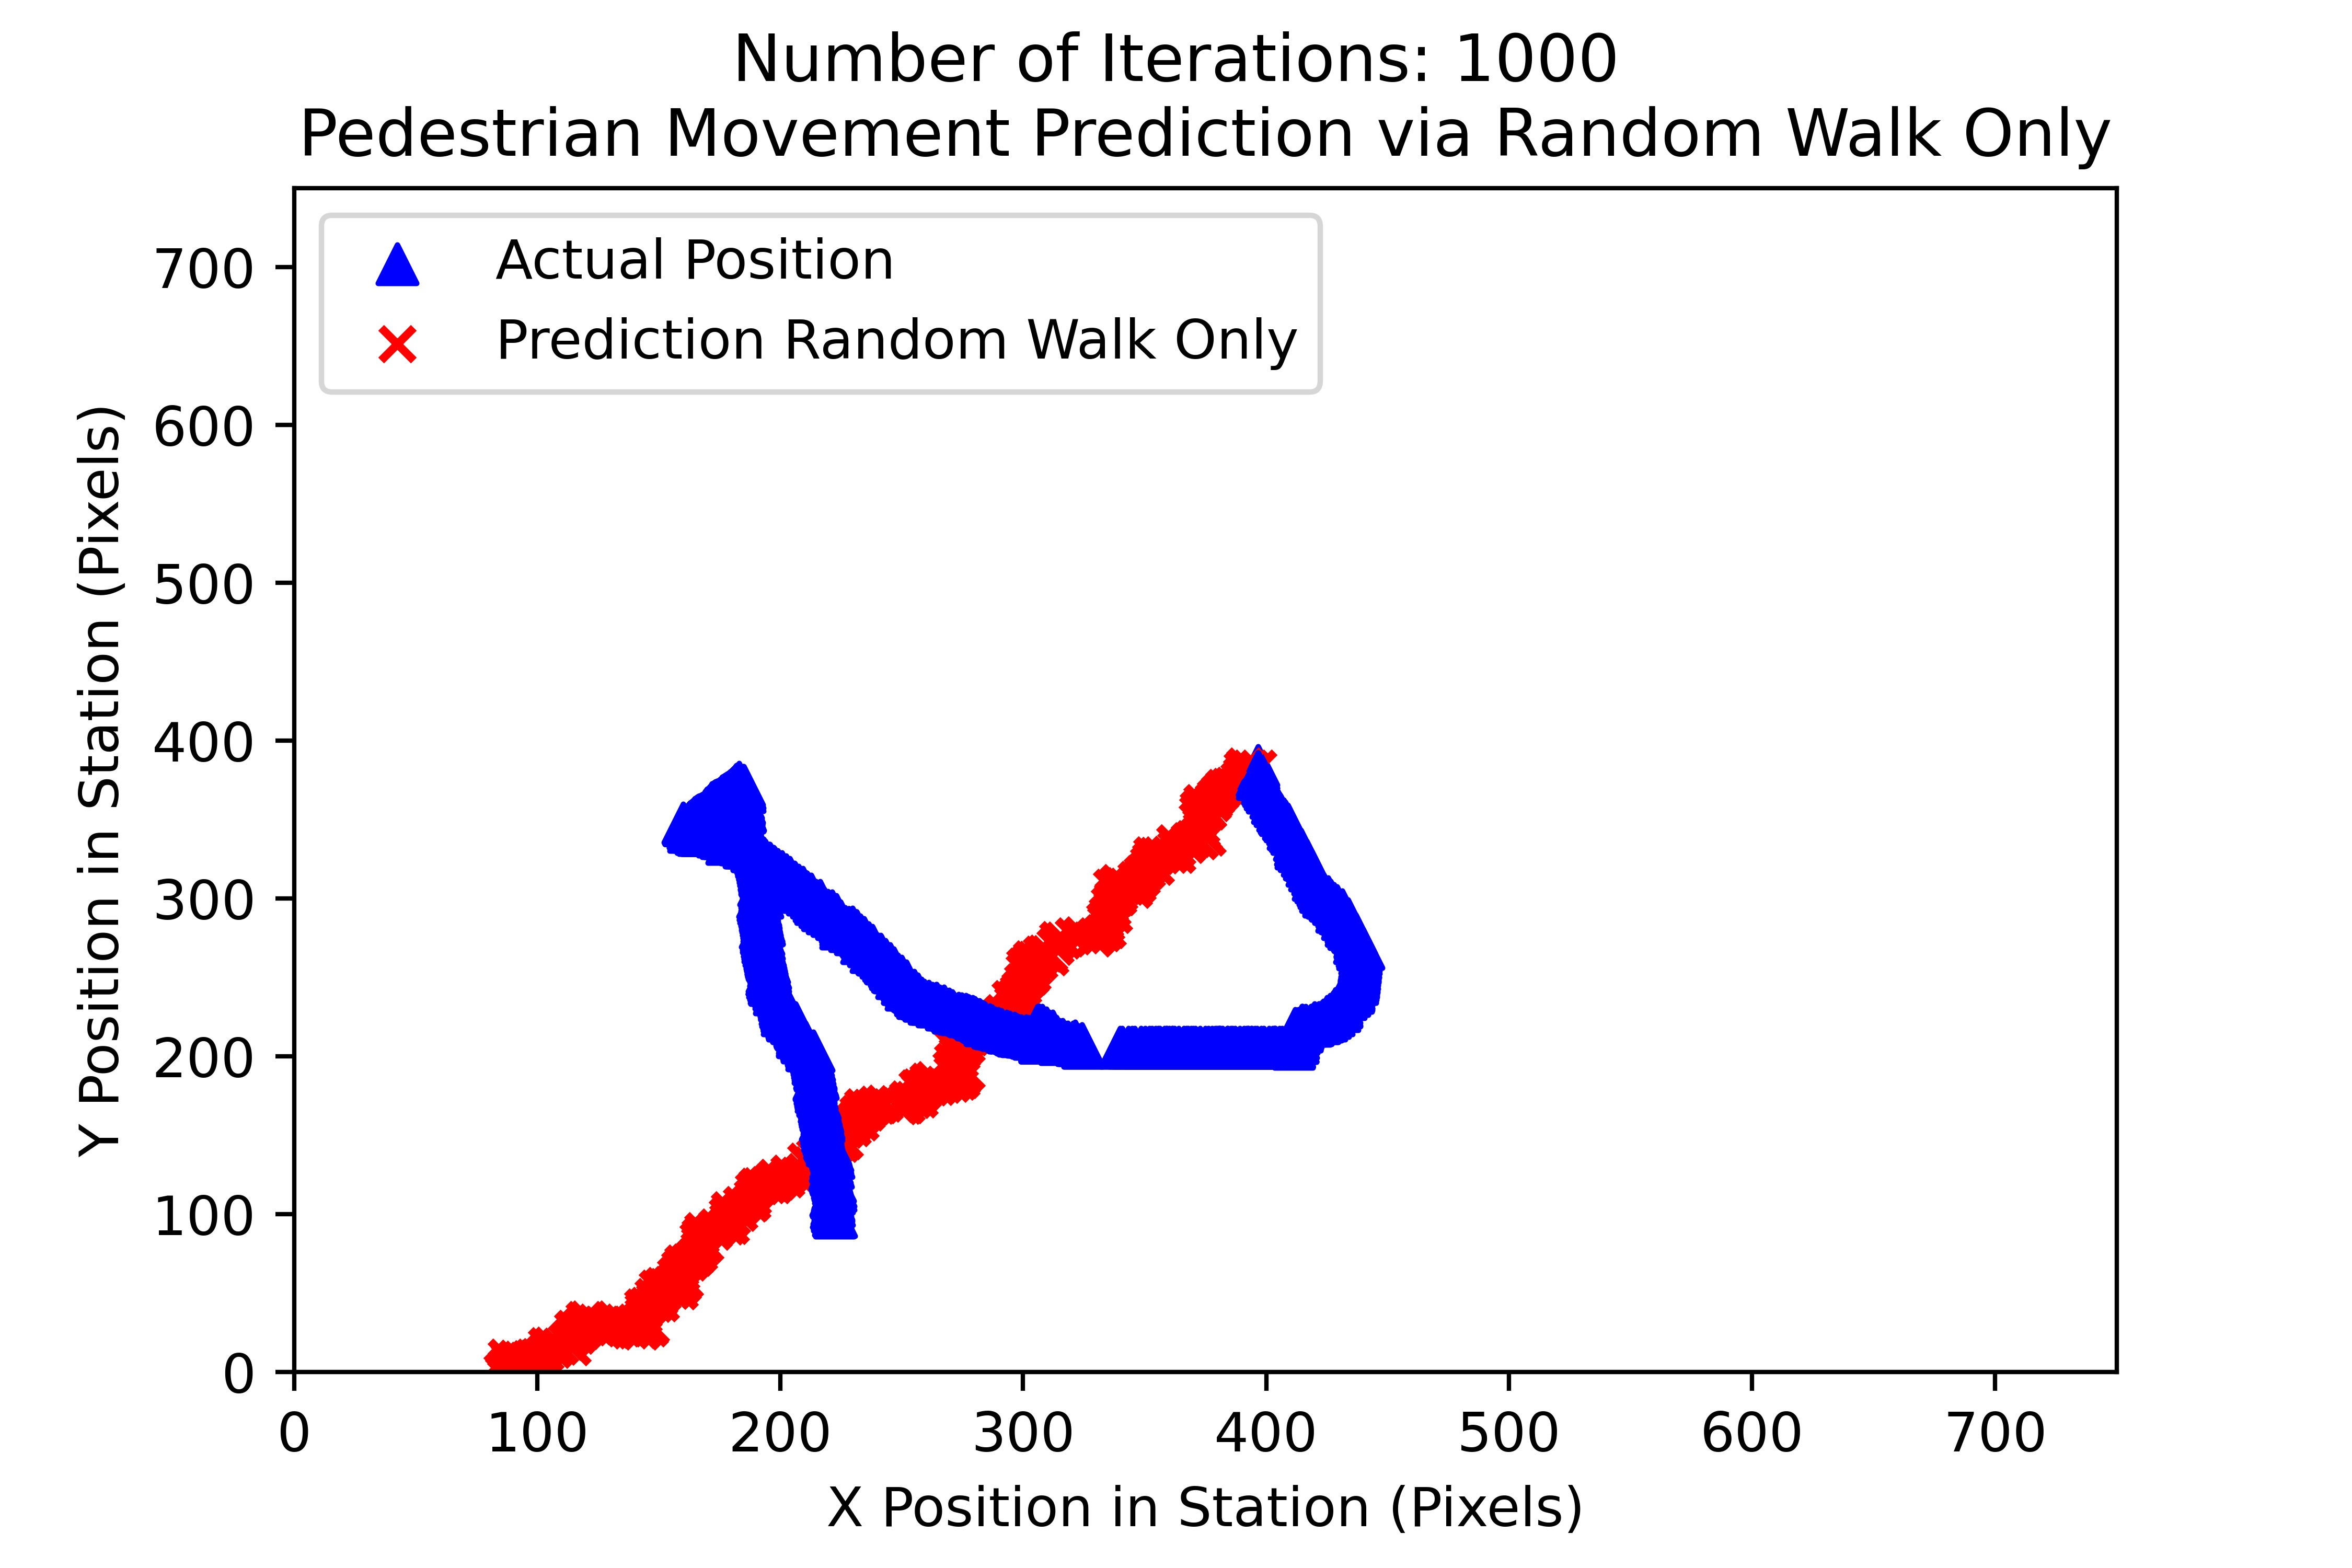 Number of Iterations: 1000
Pedestrian Movement Prediction via Random Walk Only
Actual Position
Prediction Random Walk Only
Y Position in Station (Pixels)
700
600
500
400
300
200
100
0
0 100 200 300 400 500 600 700
X Position in Station (Pixels)